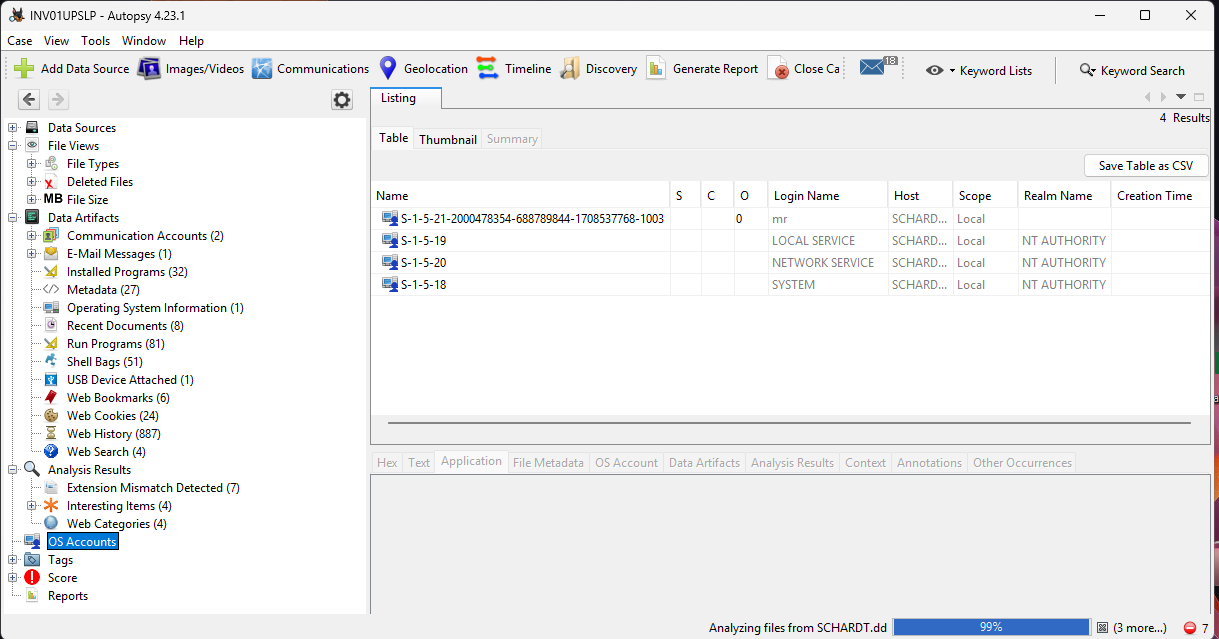 INV01UPSLP - Autopsy 4.23.1
Case View Tools Window Help
Add Data Source Images/Videos Communications Geolocation Timeline Discovery Generate Report Close Ca 18 Keyword Lists Keyword Search
Listing
4 Results
Table Thumbnail Summary
Save Table as CSV
Name S C O Login Name Host Scope Realm Name Creation Time
S-1-5-21-2000478354-688789844-1708537768-1003 0 mr SCHARD... Local
S-1-5-19 LOCAL SERVICE SCHARD... Local NT AUTHORITY
S-1-5-20 NETWORK SERVICE SCHARD... Local NT AUTHORITY
S-1-5-18 SYSTEM SCHARD... Local NT AUTHORITY
Data Sources
File Views
File Types
Deleted Files
MB File Size
Data Artifacts
Communication Accounts (2)
E-Mail Messages (1)
Installed Programs (32)
Metadata (27)
Operating System Information (1)
Recent Documents (8)
Run Programs (81)
Shell Bags (51)
USB Device Attached (1)
Web Bookmarks (6)
Web Cookies (24)
Web History (887)
Web Search (4)
Analysis Results
Extension Mismatch Detected (7)
Interesting Items (4)
Web Categories (4)
OS Accounts
Tags
Score
Reports
Hex Text Application File Metadata OS Account Data Artifacts Analysis Results Context Annotations Other Occurrences
Analyzing files from SCHARDT.dd 99% (3 more...) 7